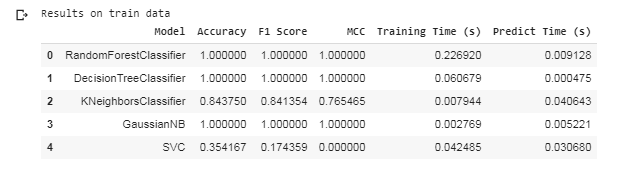 Results on train data
Model Accuracy F1 Score MCC Training Time (s) Predict Time (s)
0 RandomForestClassifier 1.000000 1.000000 1.000000 0.226920 0.009128
1 DecisionTreeClassifier 1.000000 1.000000 1.000000 0.060679 0.000475
2 KNeighborsClassifier 0.843750 0.841354 0.765465 0.007944 0.040643
3 GaussianNB 1.000000 1.000000 1.000000 0.002769 0.005221
4 SVC 0.354167 0.174359 0.000000 0.042485 0.030680